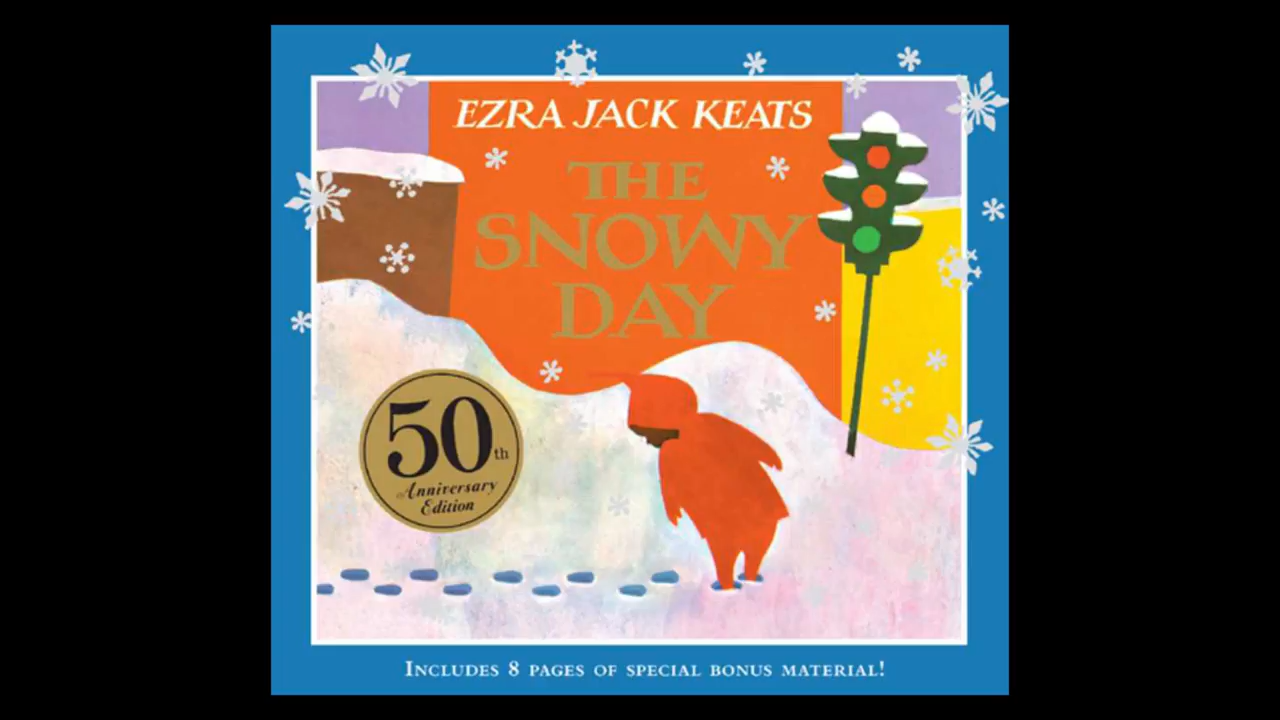 EZRA JACK KEATS
THE
SNOWY
DAY
50th
Anniversary
Edition
INCLUDES 8 PAGES OF SPECIAL BONUS MATERIAL!